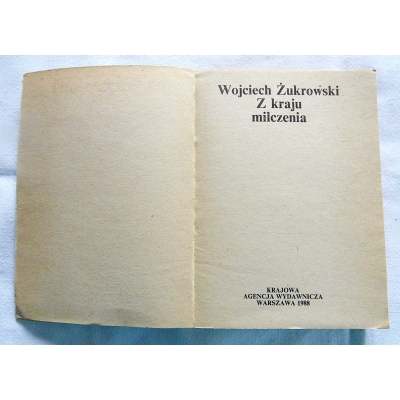 Wojciech Żukrowski
Z kraju
milczenia
KRAJOWA
AGENCJA WYDAWNICZA
WARSZAWA 1988